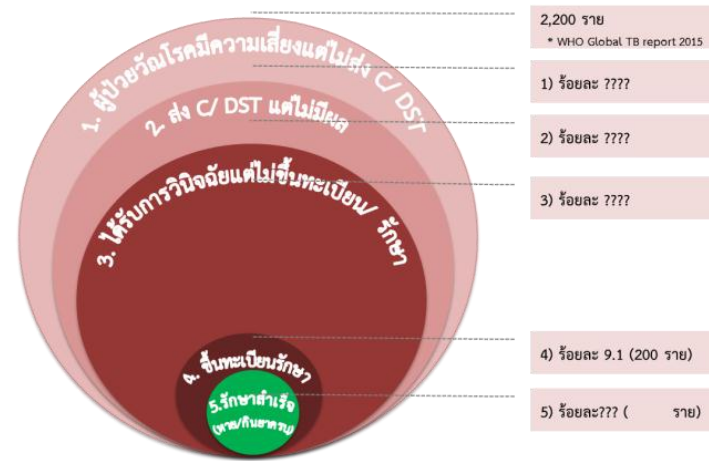 1. ผู้ป่วยวัณโรคมีความเสี่ยงแต่ไม่ส่ง C/ DST
2. ส่ง C/ DST แต่ไม่มีผล
3. ได้รับการวินิจฉัยแต่ไม่ขึ้นทะเบียน/ รักษา
4. ขึ้นทะเบียนรักษา
5.รักษาสำเร็จ
(หาย/กินยาครบ)
2,200 ราย
* WHO Global TB report 2015
1) ร้อยละ ????
2) ร้อยละ ????
3) ร้อยละ ????
4) ร้อยละ 9.1 (200 ราย)
5) ร้อยละ??? ( ราย)